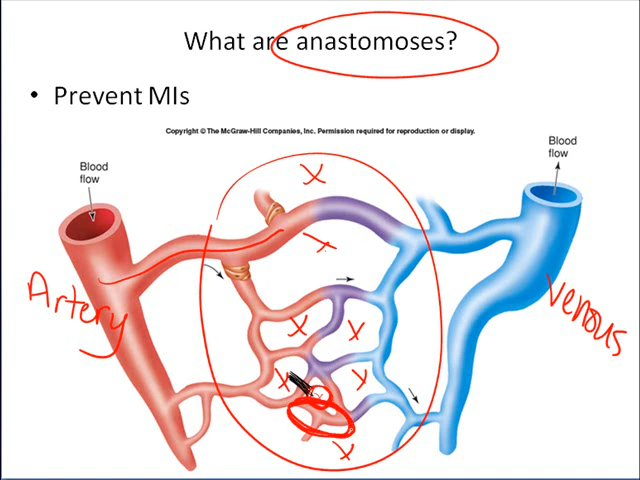 What are anastomoses?
• Prevent MIs
Copyright © The McGraw-Hill Companies, Inc. Permission required for reproduction or display.
Blood
flow
Blood
flow
X
X
Artery
venous
X
X
X
X
X